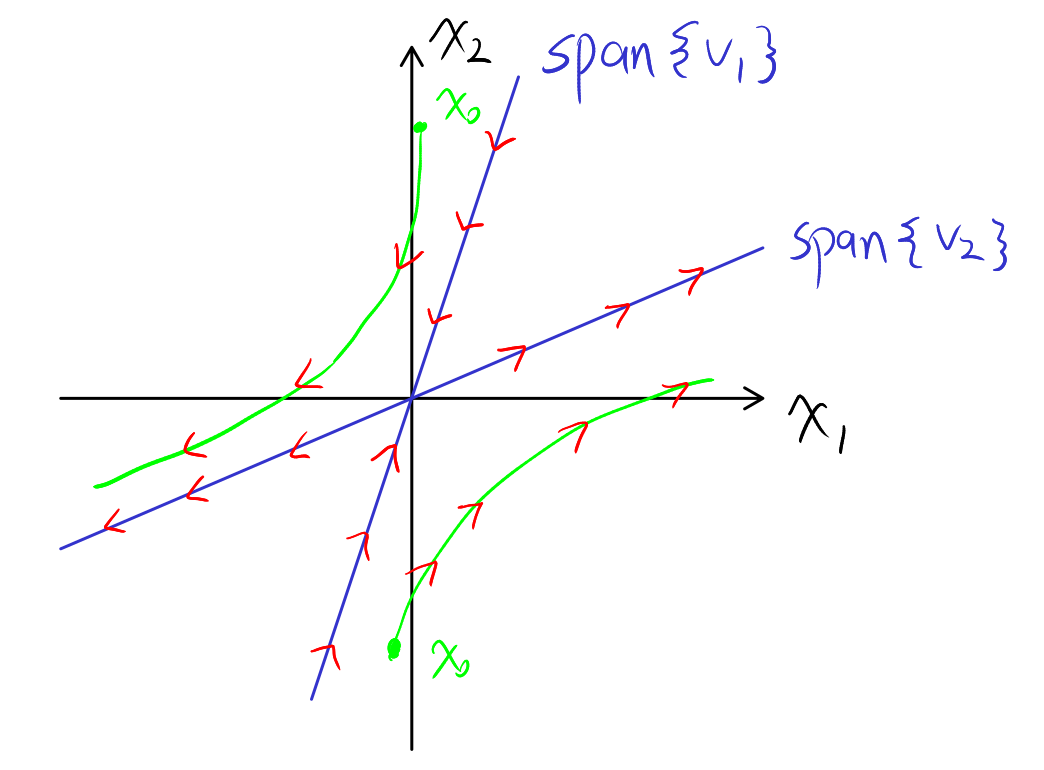 x₂
span{v₁}
x₀
span{v₂}
x₁
x₀